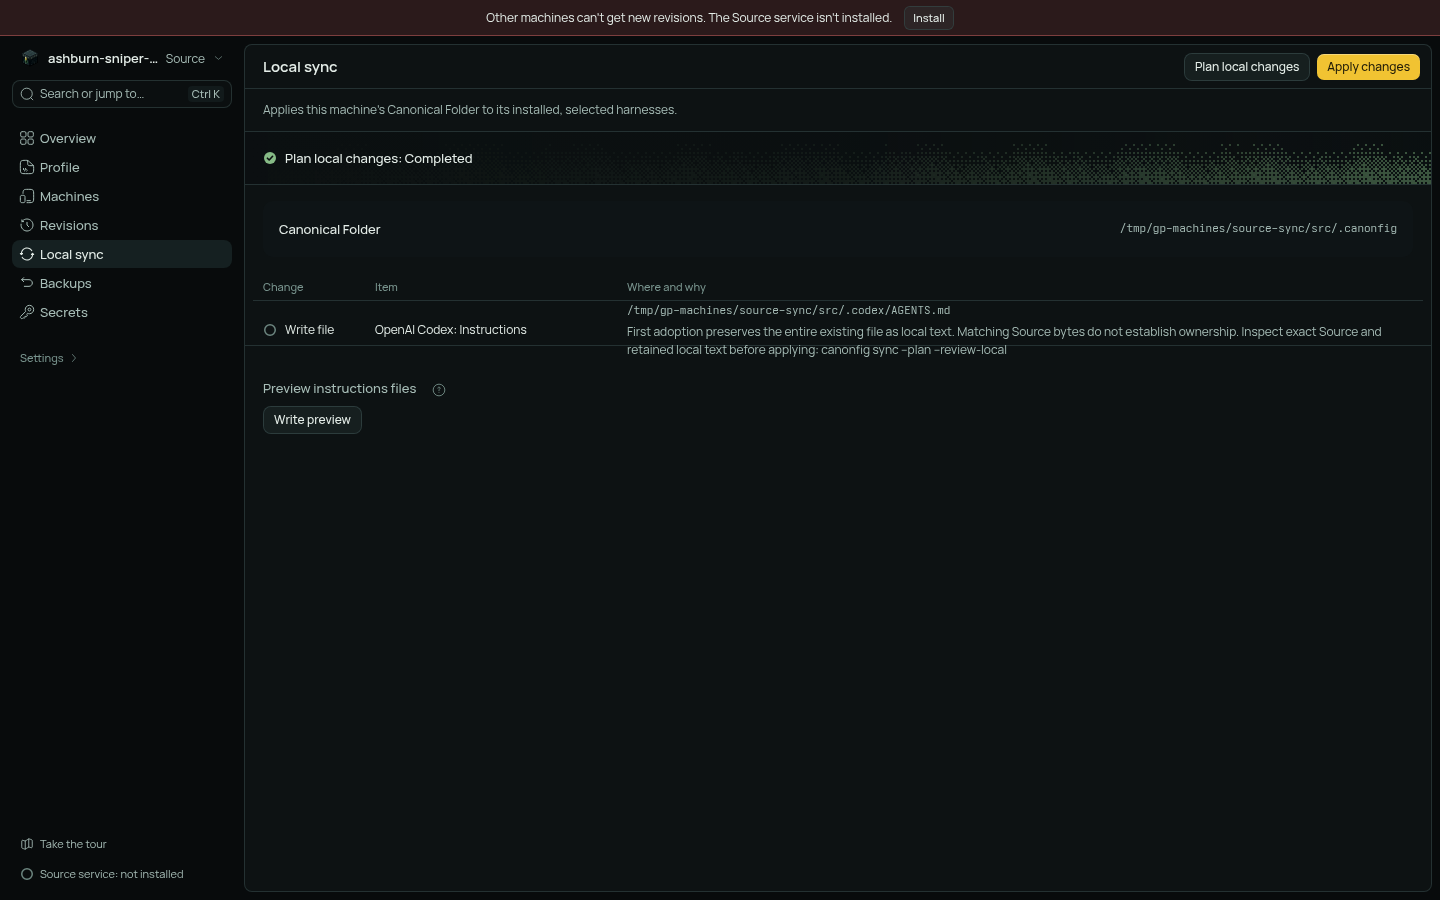 Other machines can't get new revisions. The Source service isn't installed. Install
ashburn-sniper-... Source
Search or jump to... Ctrl K
Overview
Profile
Machines
Revisions
Local sync
Backups
Secrets
Settings
Take the tour
Source service: not installed
Local sync Plan local changes Apply changes
Applies this machine's Canonical Folder to its installed, selected harnesses.
Plan local changes: Completed
Canonical Folder /tmp/gp-machines/source-sync/src/.canonfig
Change Item Where and why
/tmp/gp-machines/source-sync/src/.codex/AGENTS.md
Write file OpenAI Codex: Instructions First adoption preserves the entire existing file as local text. Matching Source bytes do not establish ownership. Inspect exact Source and
retained local text before applying: canonfig sync –plan –review-local
Preview instructions files ?
Write preview